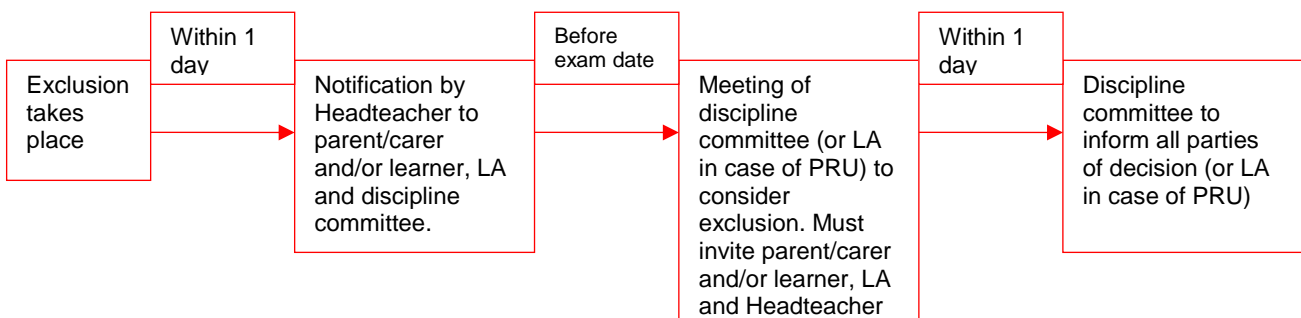 Exclusion
takes
place
Within 1
day
Notification by
Headteacher to
parent/carer
and/or learner, LA
and discipline
committee.
Before
exam date
Meeting of
discipline
committee (or LA
in case of PRU) to
consider
exclusion. Must
invite parent/carer
and/or learner, LA
and Headteacher
Within 1
day
Discipline
committee to
inform all parties
of decision (or LA
in case of PRU)